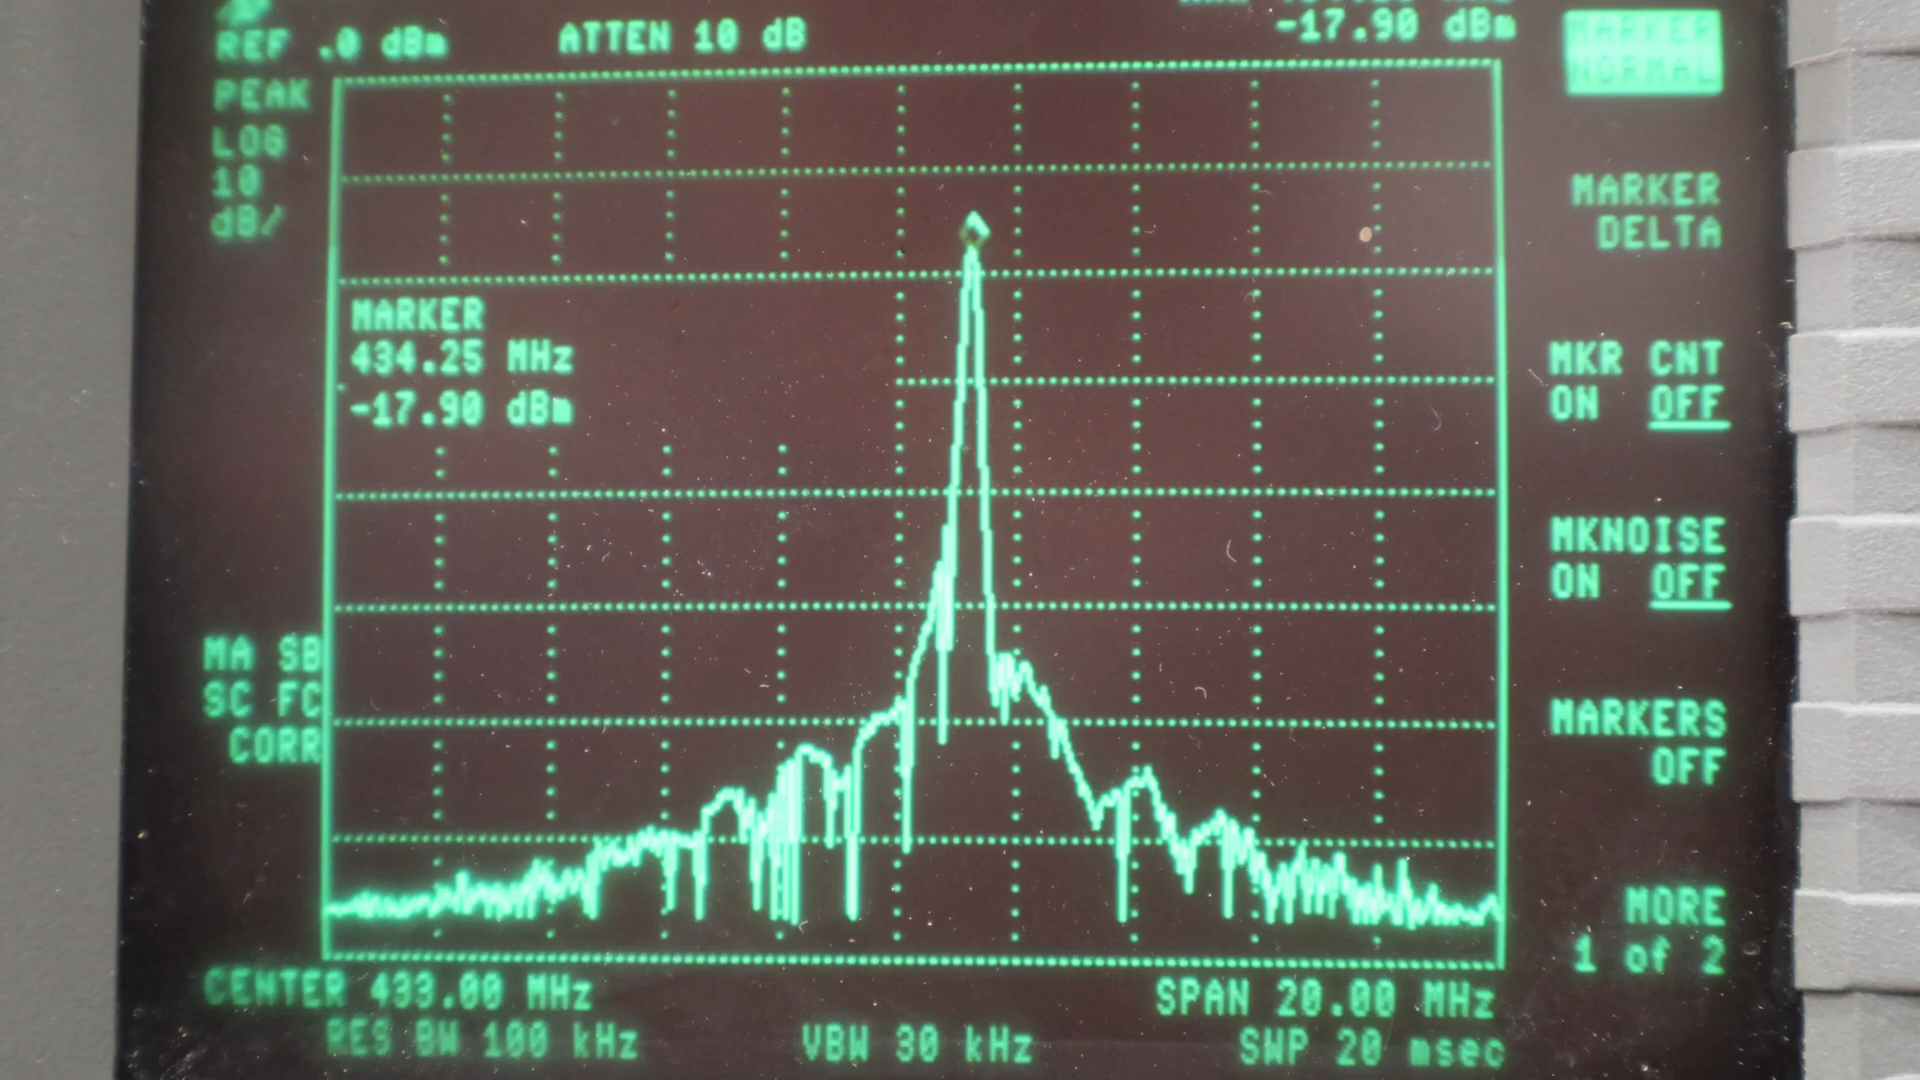 REF .0 dBm
ATTEN 10 dB
-17.90 dBm
PEAK
LOG
10
dB/
MARKER
434.25 MHz
-17.90 dBm
MA SB
SC FC
CORR
CENTER 433.00 MHz
SPAN 20.00 MHz
RES BW 100 kHz
VBW 30 kHz
SWP 20 msec
MARKER
NORMAL
MARKER
DELTA
MKR CNT
ON OFF
MKNOISE
ON OFF
MARKERS
OFF
MORE
1 of 2